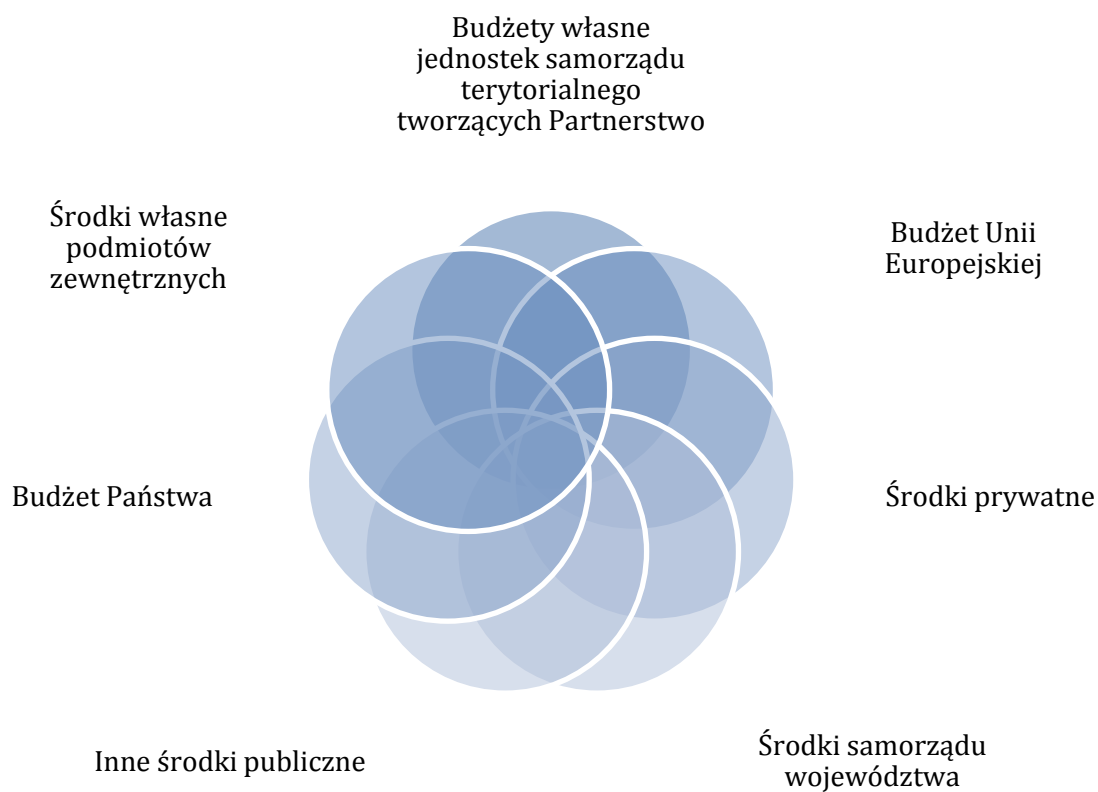 Budżety własne
jednostek samorządu
terytorialnego
tworzących Partnerstwo
Budżet Unii
Europejskiej
Środki prywatne
Środki samorządu
województwa
Inne środki publiczne
Budżet Państwa
Środki własne
podmiotów
zewnętrznych